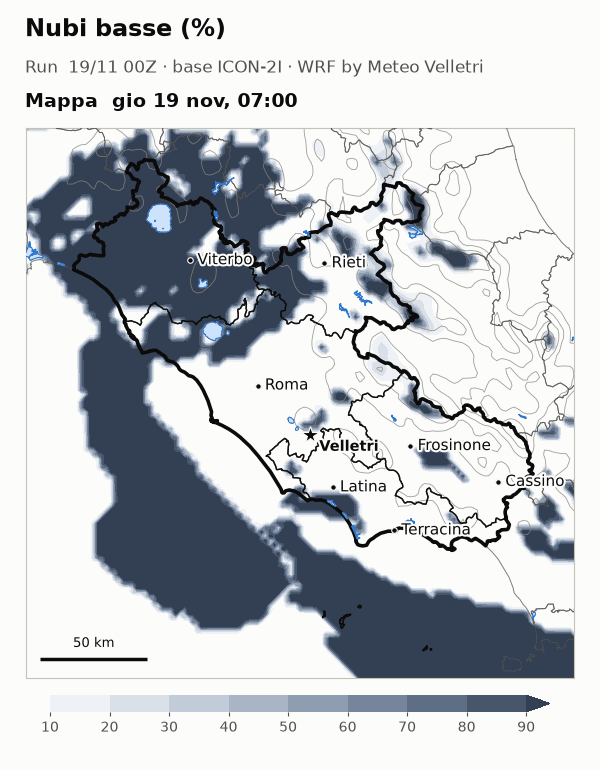 Nubi basse (%)
Run  19/11 00Z · base ICON-2I · WRF by Meteo Velletri
Mappa  gio 19 nov, 07:00
Viterbo
Rieti
Roma
Velletri
Frosinone
Cassino
Latina
Terracina
50 km
10 20 30 40 50 60 70 80 90